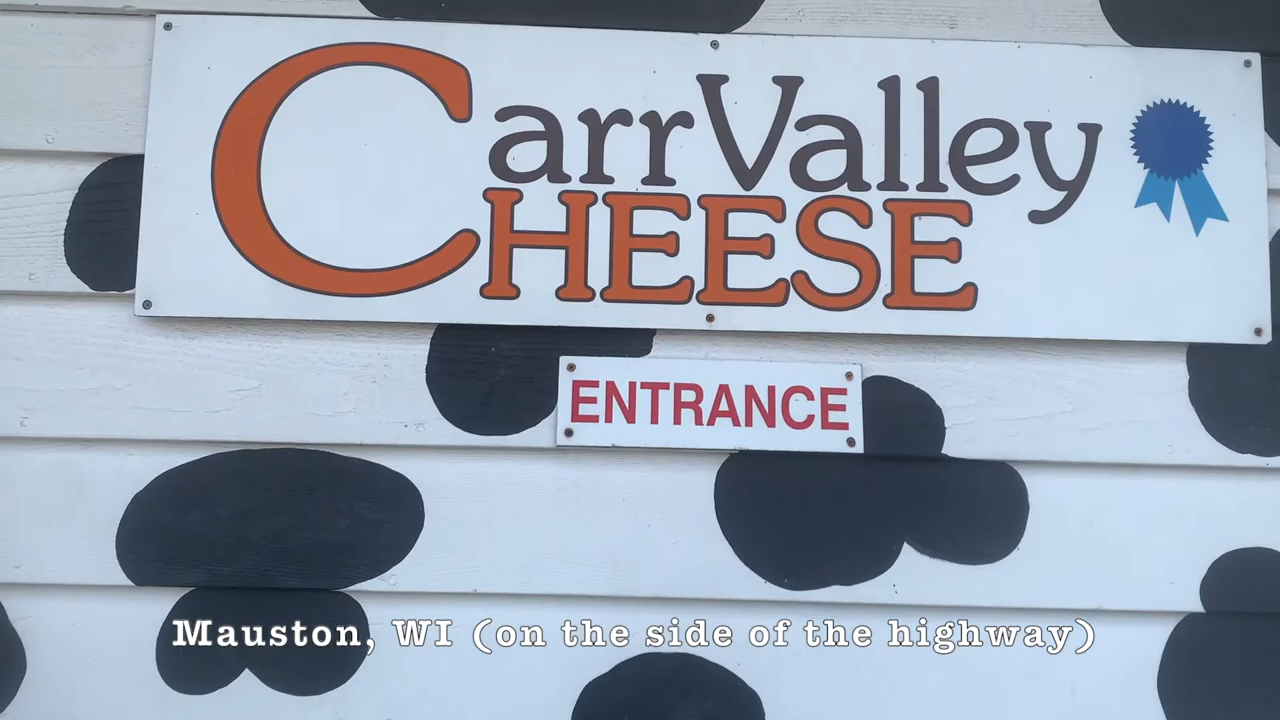 CarrValley
CHEESE
ENTRANCE
Mauston, WI (on the side of the highway)